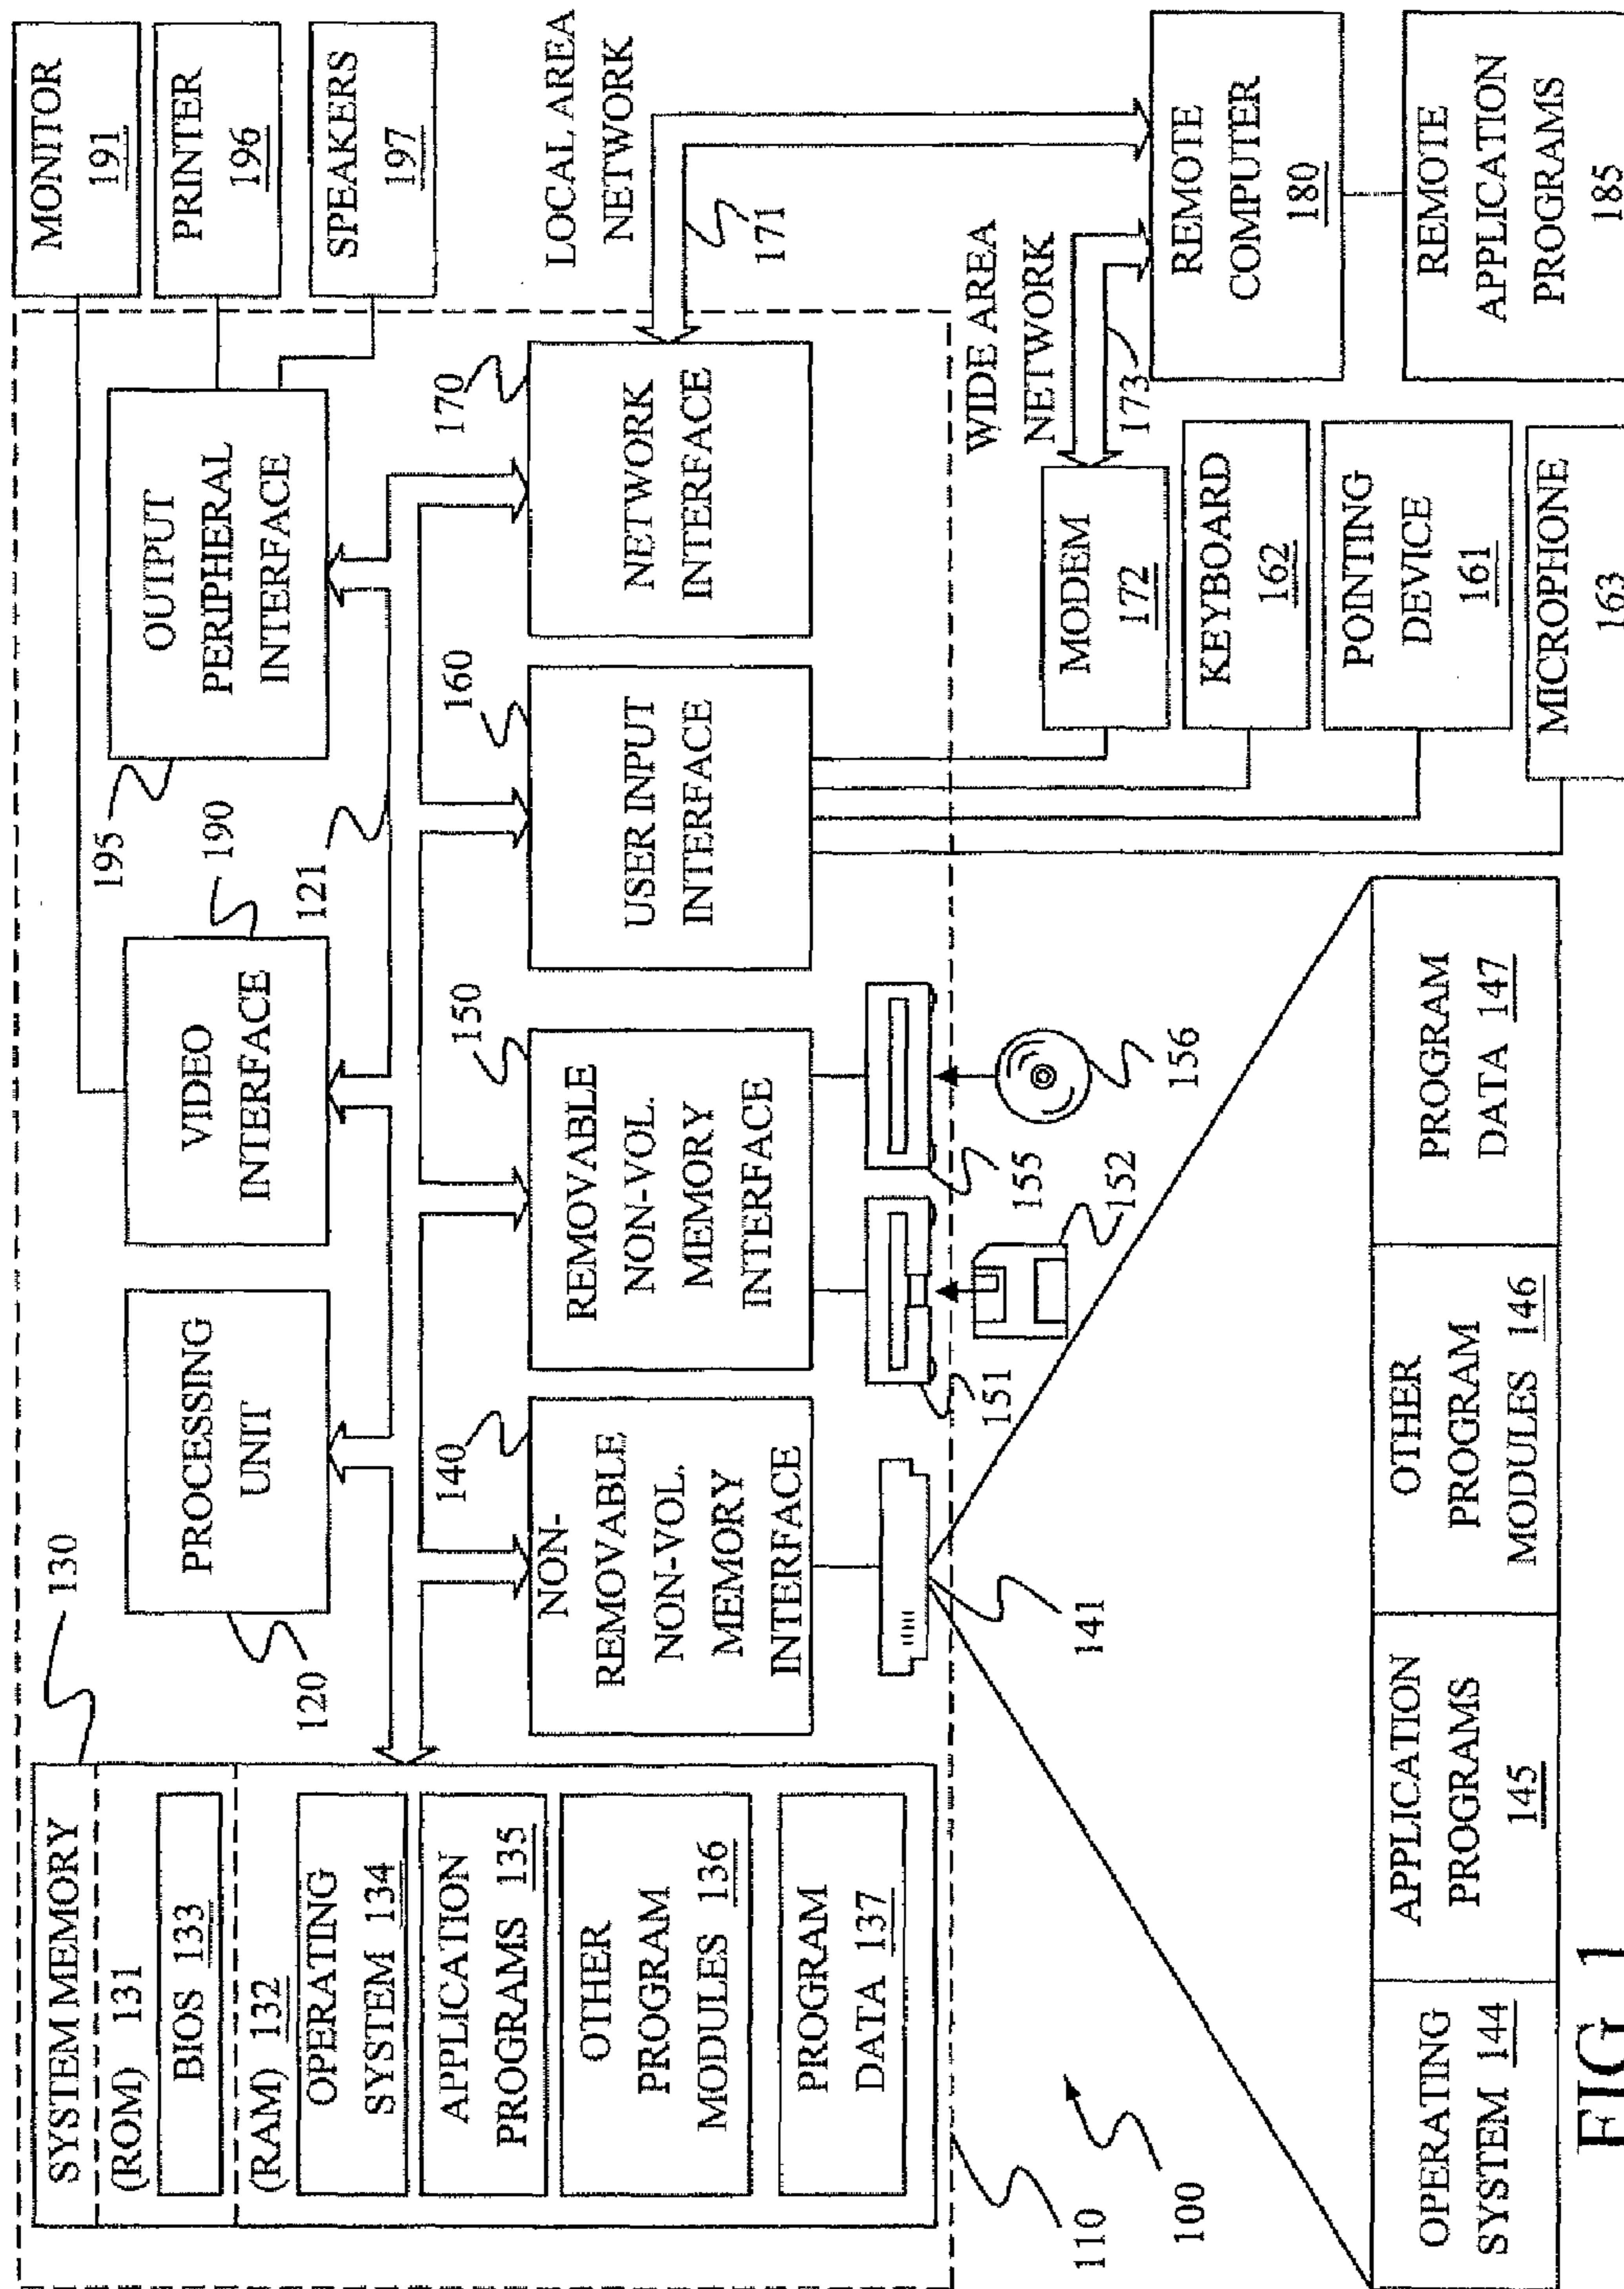 SYSTEM MEMORY
(ROM) 131
BIOS 133
(RAM) 132
OPERATING
SYSTEM 134
APPLICATION
PROGRAMS 135
OTHER
PROGRAM
MODULES 136
PROGRAM
DATA 137
130
120
PROCESSING
UNIT
VIDEO
INTERFACE
190
121
195
OUTPUT
PERIPHERAL
INTERFACE
MONITOR
191
PRINTER
196
SPEAKERS
197
140
NON-
REMOVABLE
NON-VOL.
MEMORY
INTERFACE
150
REMOVABLE
NON-VOL.
MEMORY
INTERFACE
160
USER INPUT
INTERFACE
170
NETWORK
INTERFACE
LOCAL AREA
NETWORK
171
141
151
152
155
156
WIDE AREA
NETWORK
173
MODEM
172
KEYBOARD
162
POINTING
DEVICE
161
MICROPHONE
163
REMOTE
COMPUTER
180
REMOTE
APPLICATION
PROGRAMS
185
110
100
OPERATING
SYSTEM 144
APPLICATION
PROGRAMS
145
OTHER
PROGRAM
MODULES 146
PROGRAM
DATA 147
FIG. 1